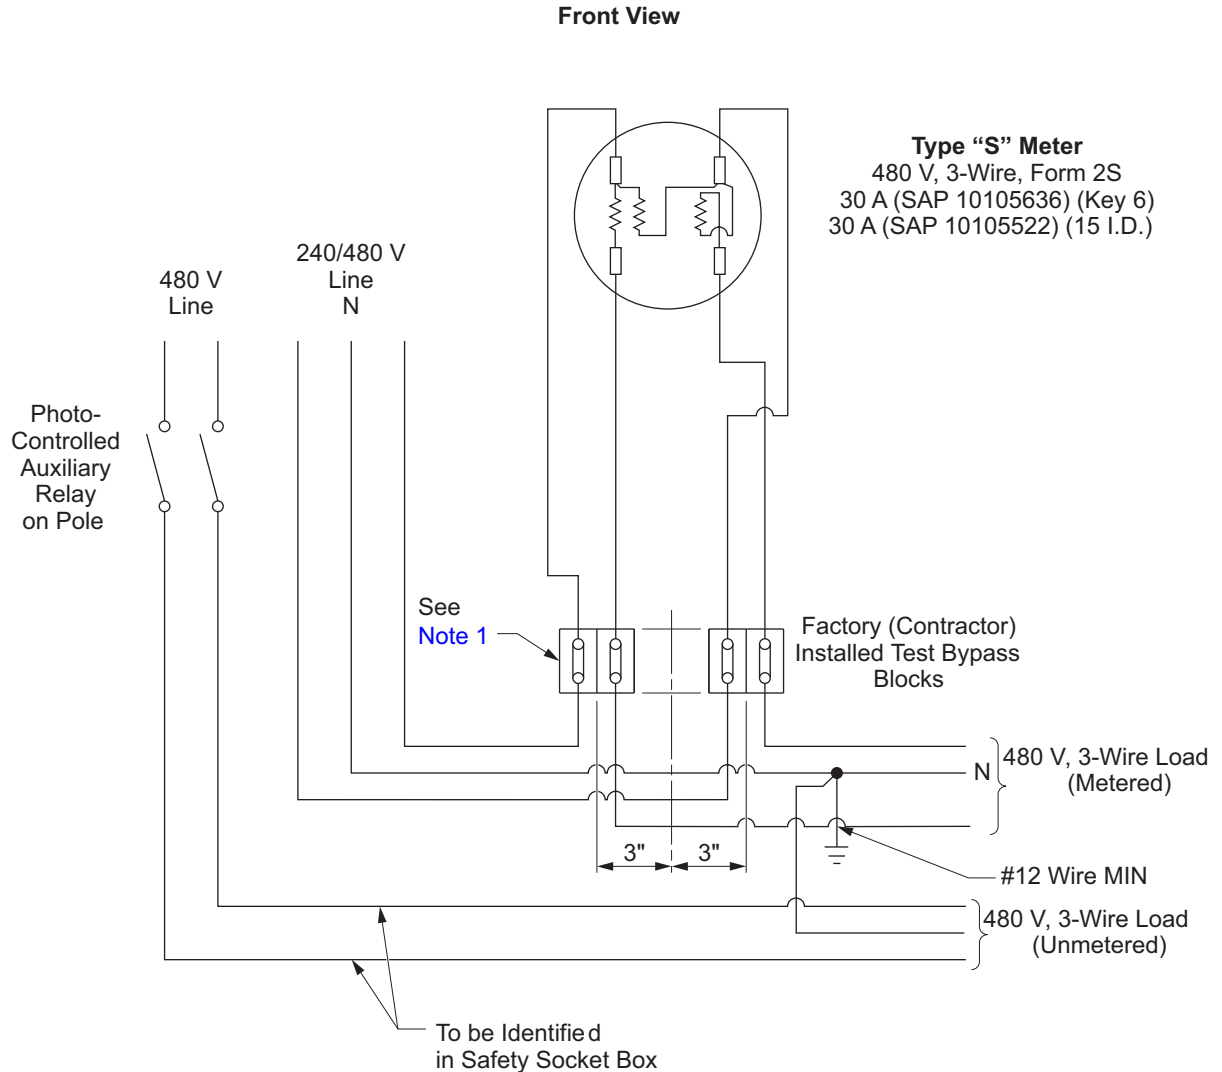 Front View
Type “S” Meter
480 V, 3-Wire, Form 2S
30 A (SAP 10105636) (Key 6)
30 A (SAP 10105522) (15 I.D.)
240/480 V
Line
N
480 V
Line
Photo-
Controlled
Auxiliary
Relay
on Pole
See
Note 1
Factory (Contractor)
Installed Test Bypass
Blocks
N
480 V, 3-Wire Load
(Metered)
3"
3"
#12 Wire MIN
480 V, 3-Wire Load
(Unmetered)
To be Identified
in Safety Socket Box